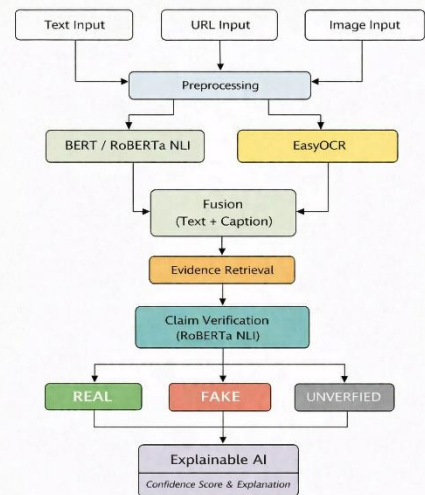 Text Input
URL Input
Image Input
Preprocessing
BERT / RoBERTa NLI
EasyOCR
Fusion
(Text + Caption)
Evidence Retrieval
Claim Verification
(RoBERTa NLI)
REAL
FAKE
UNVERFIED
Explainable AI
Confidence Score & Explanation